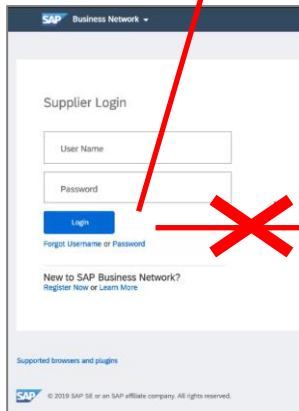 SAP Business Network
Supplier Login
User Name
Password
Login
Forgot Username or Password
New to SAP Business Network?
Register Now or Learn More
Supported browsers and plugins
SAP © 2019 SAP SE or an SAP affiliate company. All rights reserved.